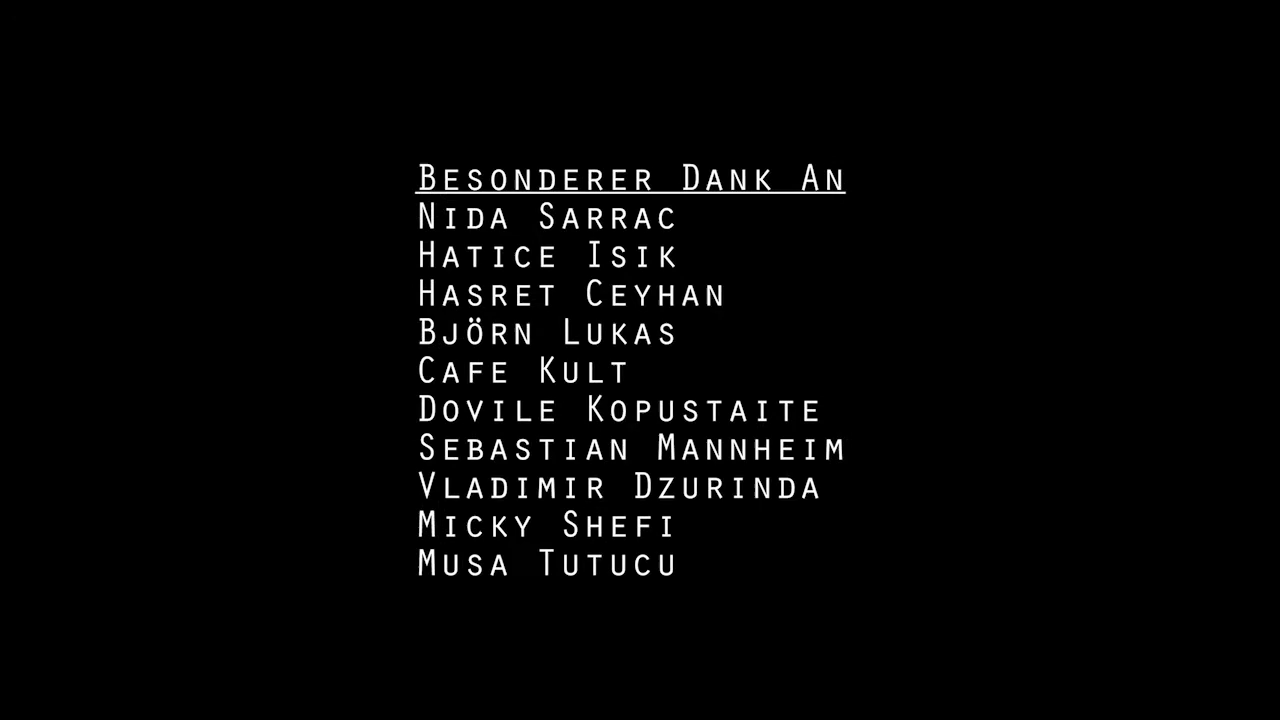 Besonderer Dank An
Nida Sarrac
Hatice Isik
Hasret Ceyhan
Björn Lukas
Cafe Kult
Dovile Kopustaite
Sebastian Mannheim
Vladimir Dzurinda
Micky Shefi
Musa Tutucu